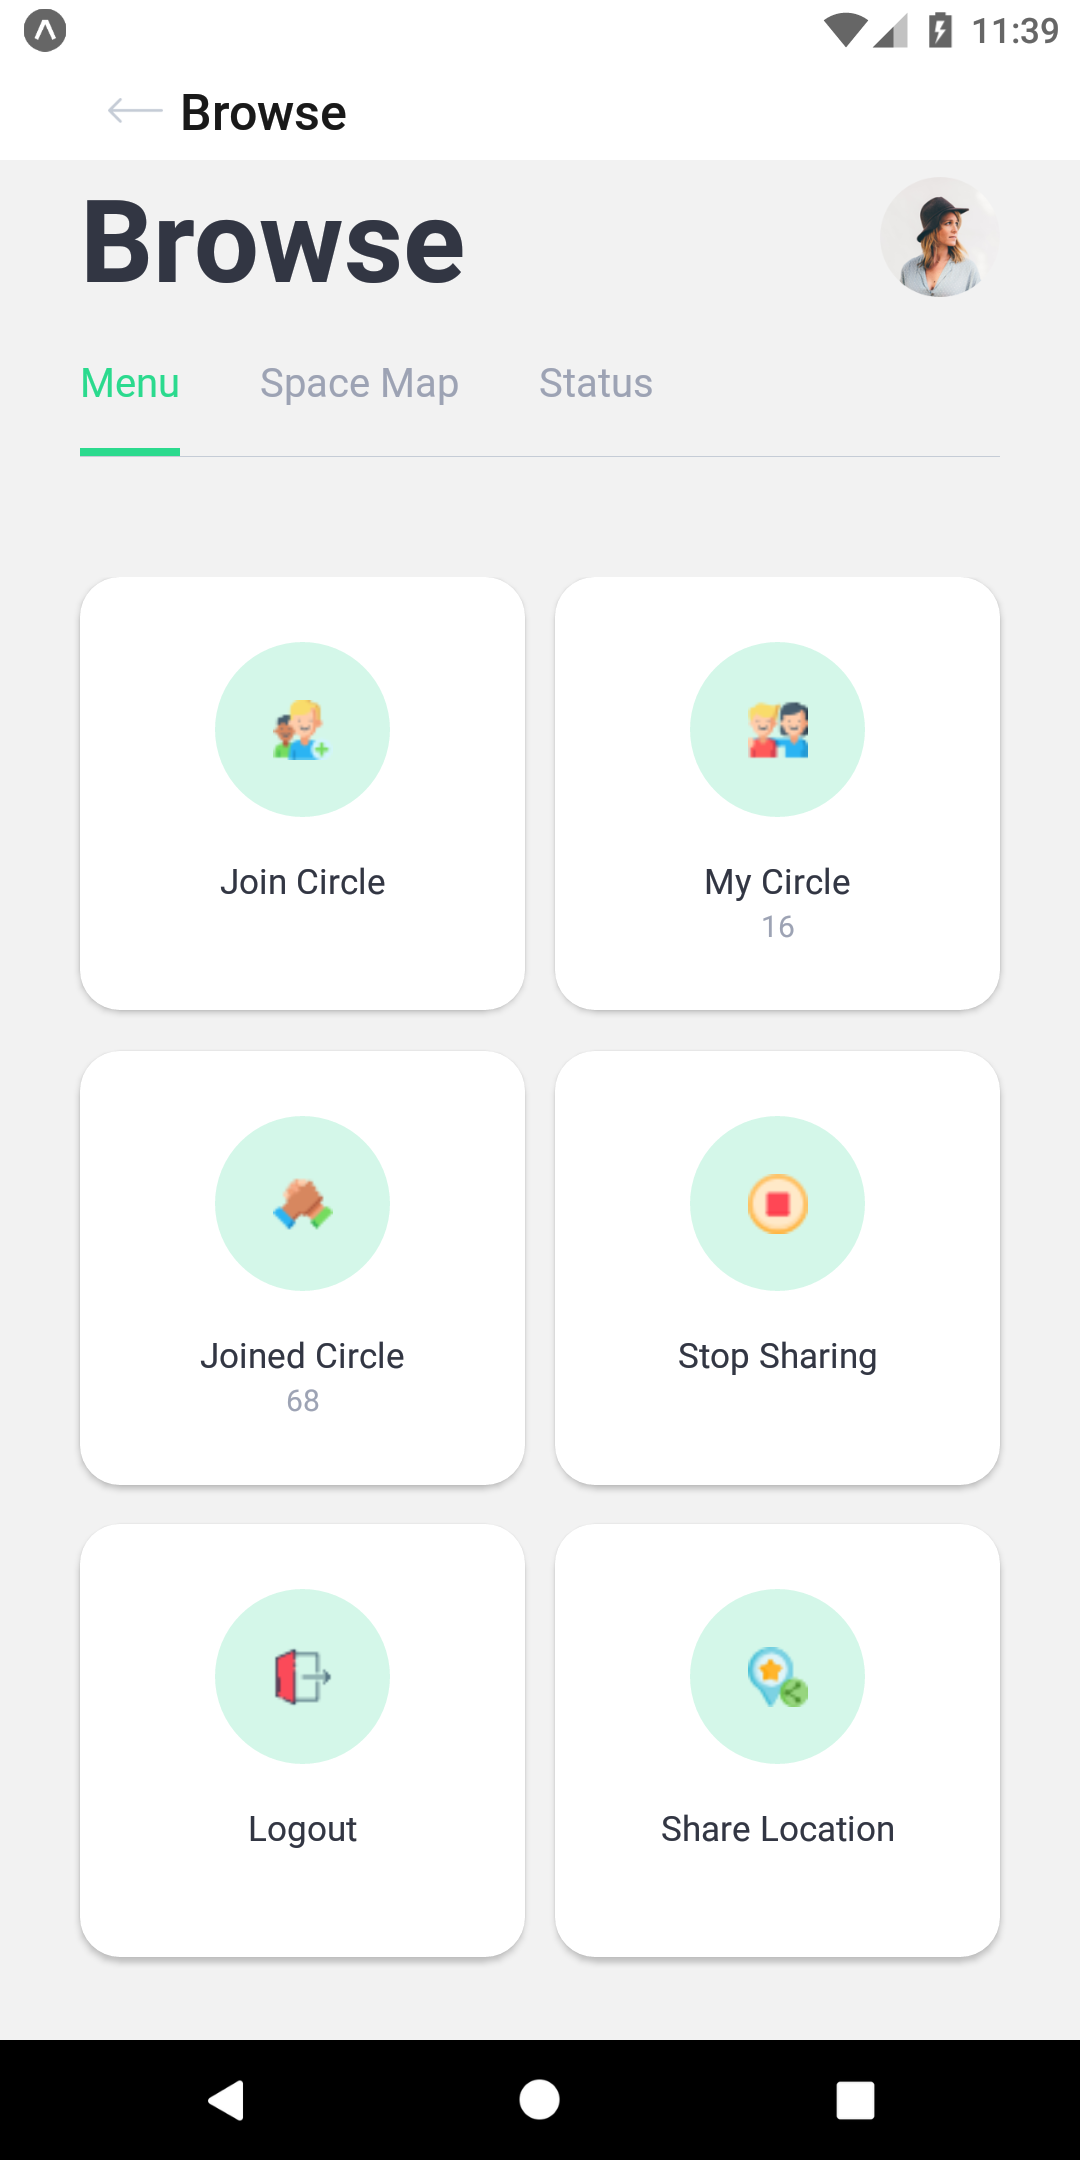 11:39
Browse
Browse
Menu Space Map Status
Join Circle
My Circle
16
Joined Circle
68
Stop Sharing
Logout
Share Location